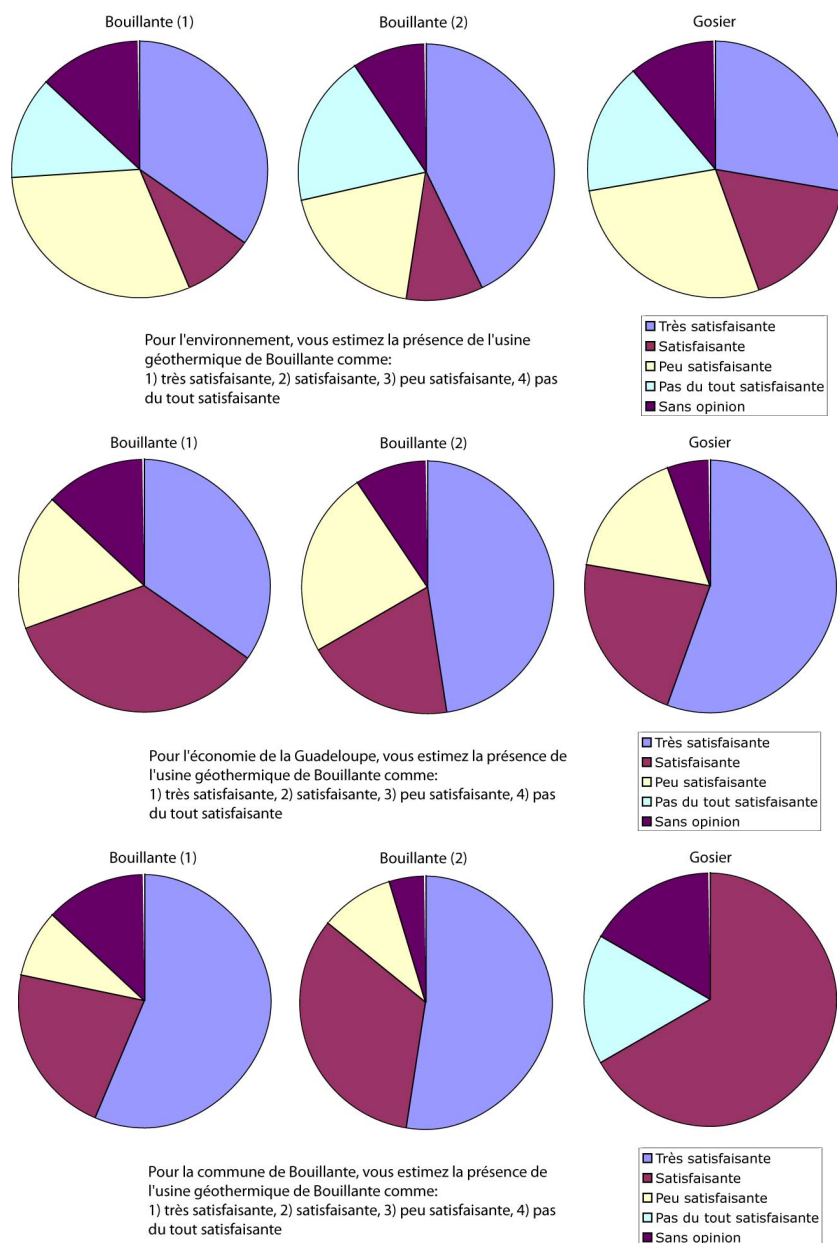 Bouillante (1)
Bouillante (2)
Gosier
Pour l'environnement, vous estimez la présence de l'usine
géothermique de Bouillante comme:
1) très satisfaisante, 2) satisfaisante, 3) peu satisfaisante, 4) pas
du tout satisfaisante
Très satisfaisante
Satisfaisante
Peu satisfaisante
Pas du tout satisfaisante
Sans opinion
Bouillante (1)
Bouillante (2)
Gosier
Pour l'économie de la Guadeloupe, vous estimez la présence de
l'usine géothermique de Bouillante comme:
1) très satisfaisante, 2) satisfaisante, 3) peu satisfaisante, 4) pas
du tout satisfaisante
Très satisfaisante
Satisfaisante
Peu satisfaisante
Pas du tout satisfaisante
Sans opinion
Bouillante (1)
Bouillante (2)
Gosier
Pour la commune de Bouillante, vous estimez la présence de
l'usine géothermique de Bouillante comme:
1) très satisfaisante, 2) satisfaisante, 3) peu satisfaisante, 4) pas
du tout satisfaisante
Très satisfaisante
Satisfaisante
Peu satisfaisante
Pas du tout satisfaisante
Sans opinion